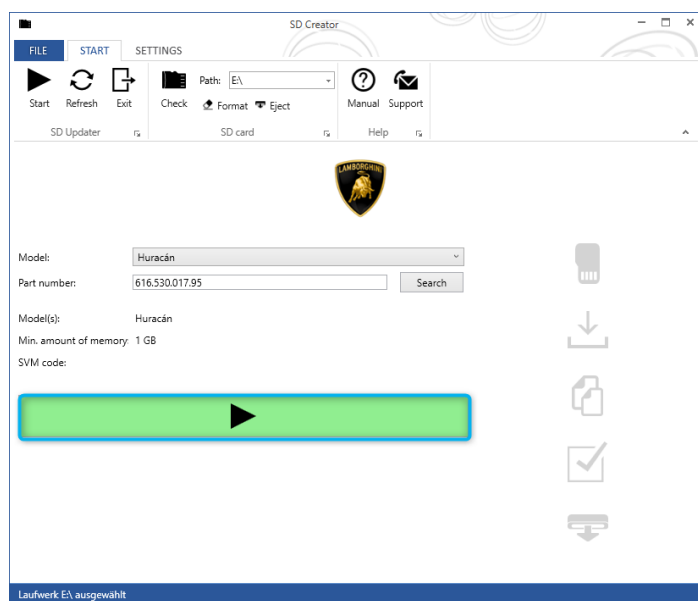 SD Creator
FILE START SETTINGS
Start Refresh Exit Check Path: E:\ Format Eject Manual Support
SD Updater SD card Help
LAMBORGHINI
Model: Huracán
Part number: 616.530.017.95 Search
Model(s): Huracán
Min. amount of memory: 1 GB
SVM code:
Laufwerk E:\ ausgewählt